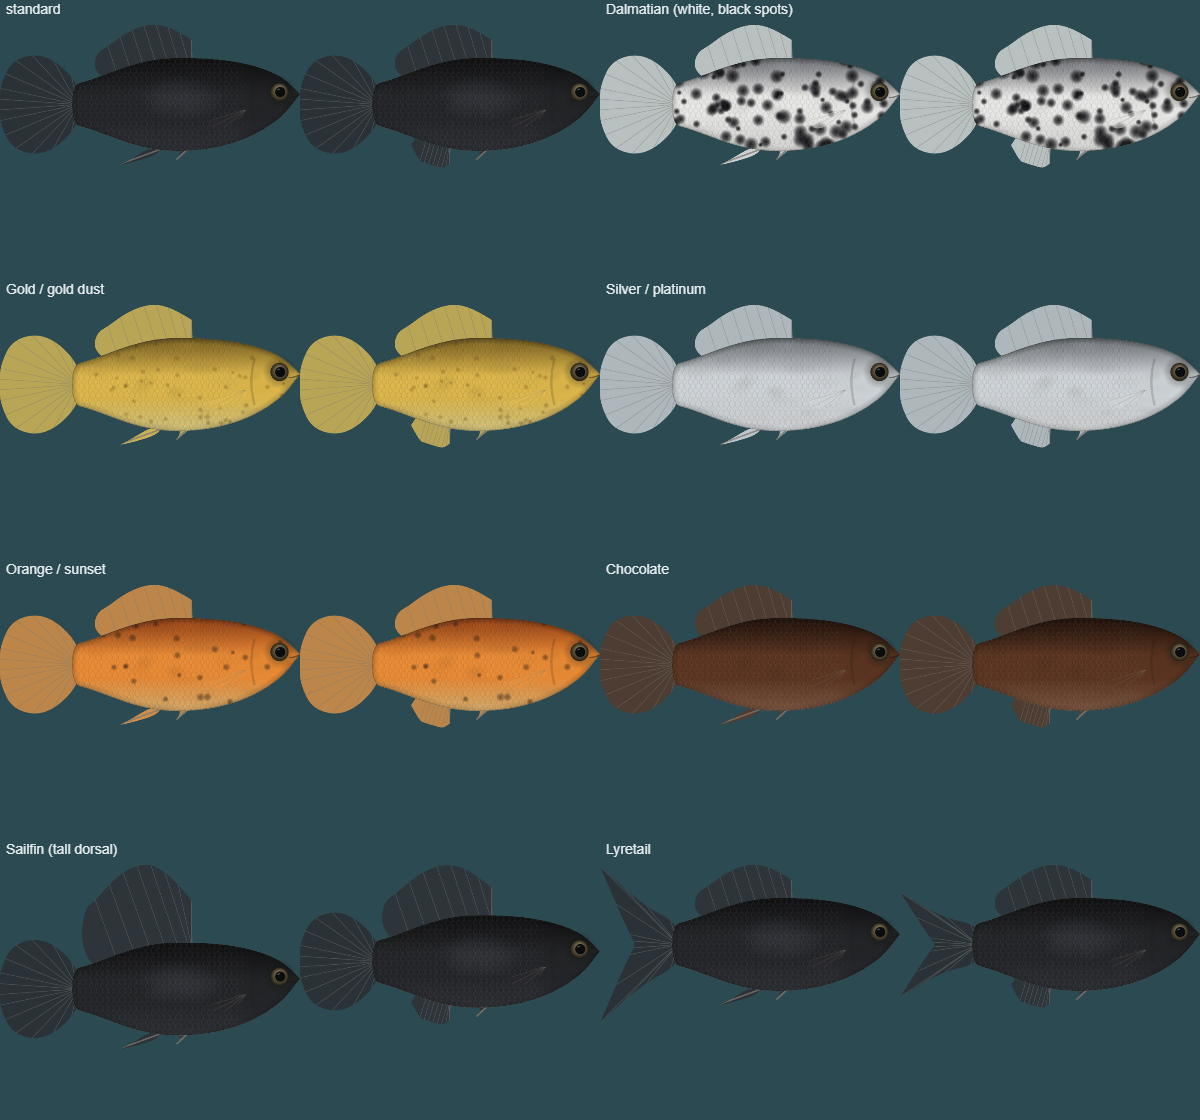 standard
Dalmatian (white, black spots)
Gold / gold dust
Silver / platinum
Orange / sunset
Chocolate
Sailfin (tall dorsal)
Lyretail